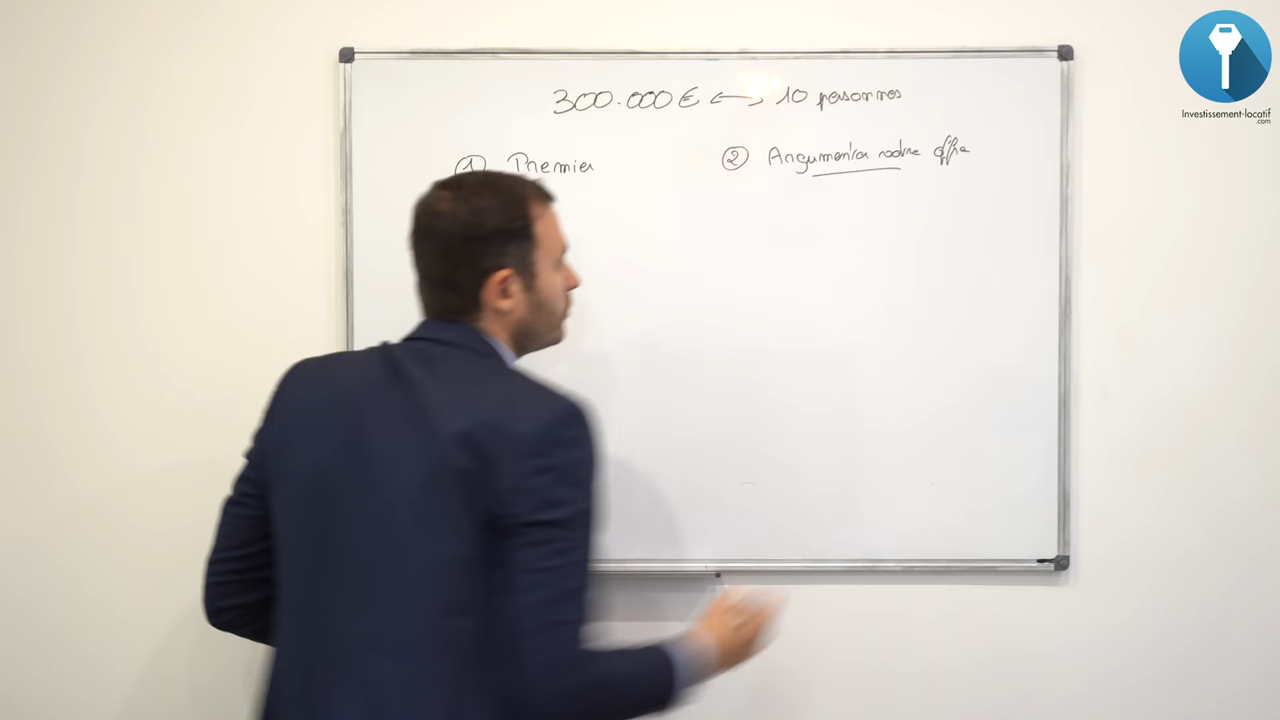 300.000 € ↔ 10 personnes
① Premier
② Argumenter votre offre
Investissement-locatif
.com